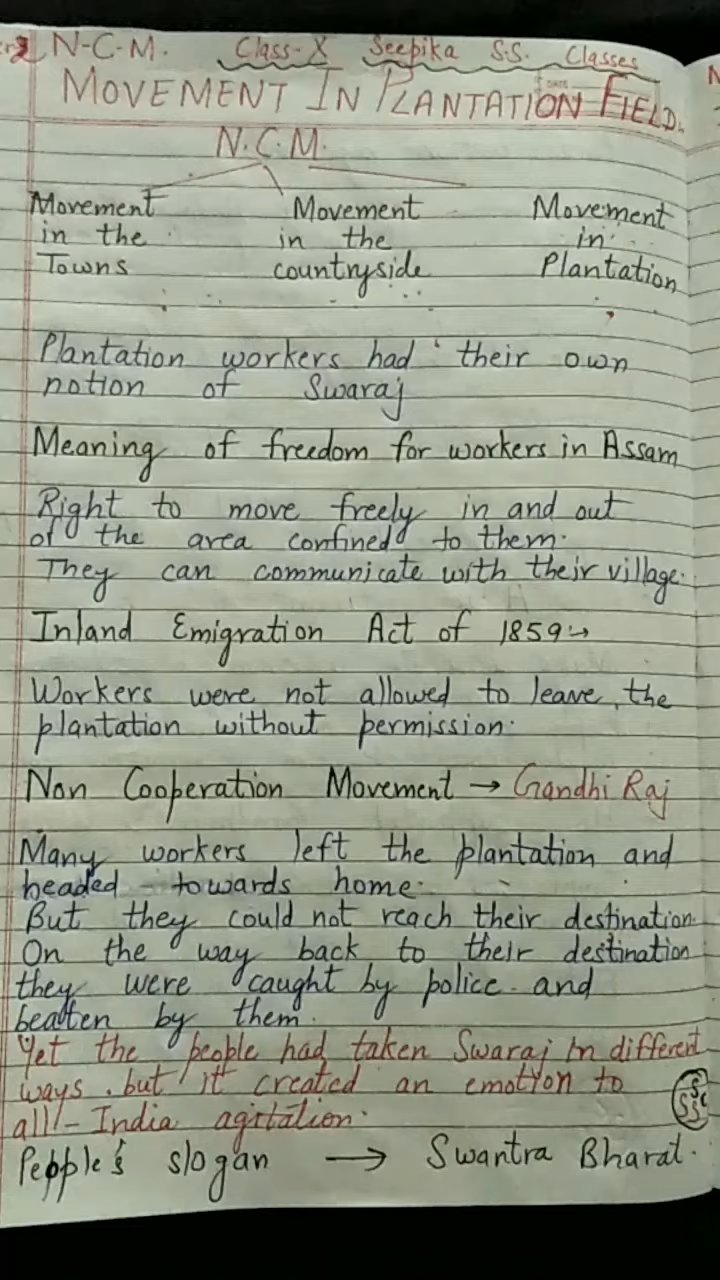 N-C-M. Class-X Seepika S.S. Classes
MOVEMENT IN PLANTATION FIELD.
N.C.M.
Movement in the Towns
Movement in the countryside
Movement in Plantation
Plantation workers had their own
notion of Swaraj
Meaning of freedom for workers in Assam
Right to move freely in and out
of the area confined to them.
They can communicate with their village.
Inland Emigration Act of 1859→
Workers were not allowed to leave the
plantation without permission.
Non Cooperation Movement → Gandhi Raj
Many workers left the plantation and
headed towards home.
But they could not reach their destination
On the way back to their destination
they were caught by police and
beatten by them.
Yet the people had taken Swaraj in different
ways. but it created an emotion to
all - India agitation.
People's slogan → Swantra Bharat.